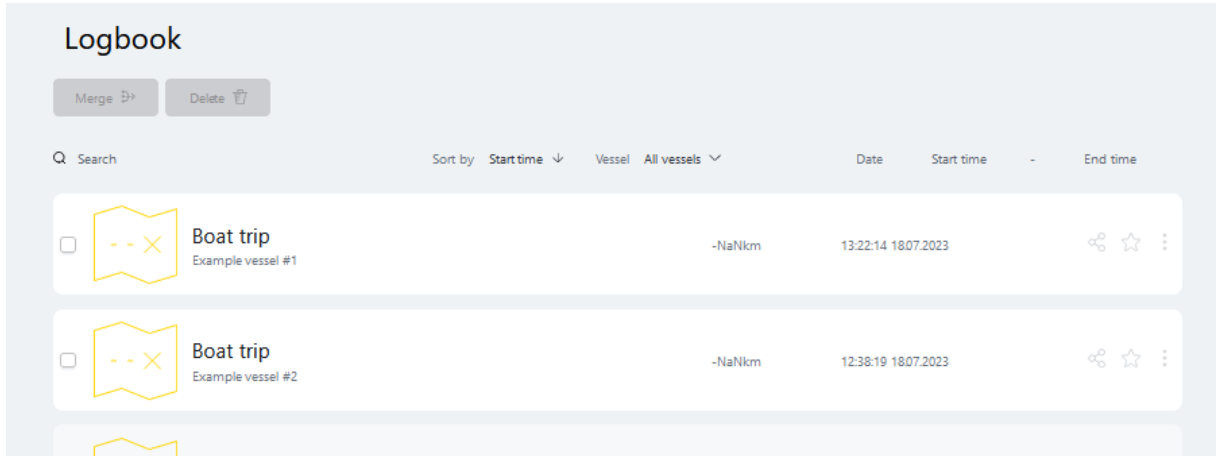 Logbook
Merge Delete
Search Sort by Start time Vessel All vessels Date Start time - End time
Boat trip
Example vessel #1
-NaNkm 13:22:14 18.07.2023
Boat trip
Example vessel #2
-NaNkm 12:38:19 18.07.2023